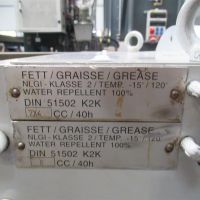 FETT/GRAISSE/GREASE
NLGI-KLASSE 2/TEMP. -15°/120°
WATER REPELLENT 100%
DIN 51502 K2K
CC/40h
FETT/GRAISSE/GREASE
NLGI-KLASSE 2/TEMP. -15°/120°
WATER REPELLENT 100%
DIN 51502 K2K
CC/40h